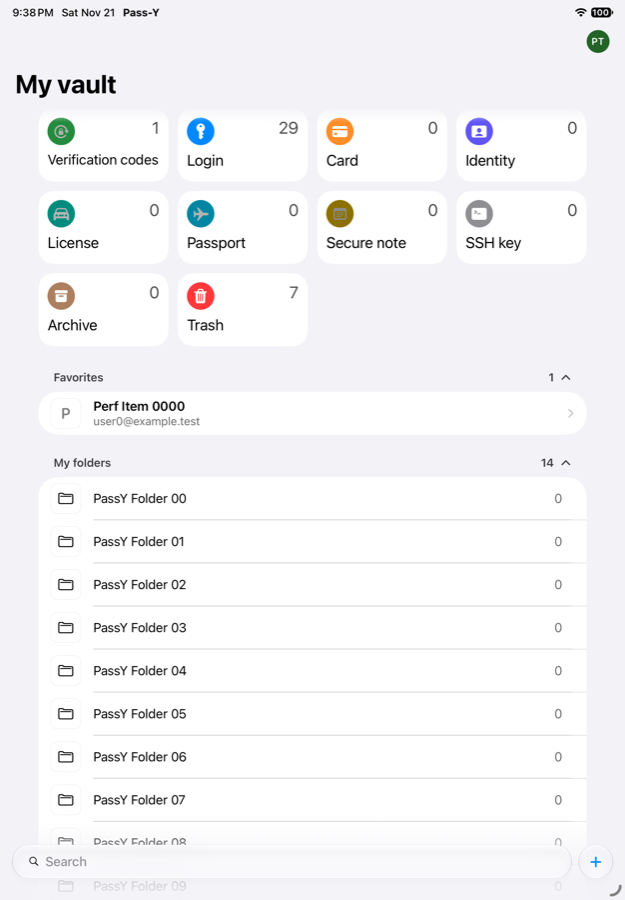 9:38 PM Sat Nov 21 Pass-Y
100
PT
My vault
1
Verification codes
29
Login
0
Card
0
Identity
0
License
0
Passport
0
Secure note
0
SSH key
0
Archive
7
Trash
Favorites 1
P
Perf Item 0000
user0@example.test
My folders 14
PassY Folder 00 0
PassY Folder 01 0
PassY Folder 02 0
PassY Folder 03 0
PassY Folder 04 0
PassY Folder 05 0
PassY Folder 06 0
PassY Folder 07 0
PassY Folder 08 0
Search
PassY Folder 09 0